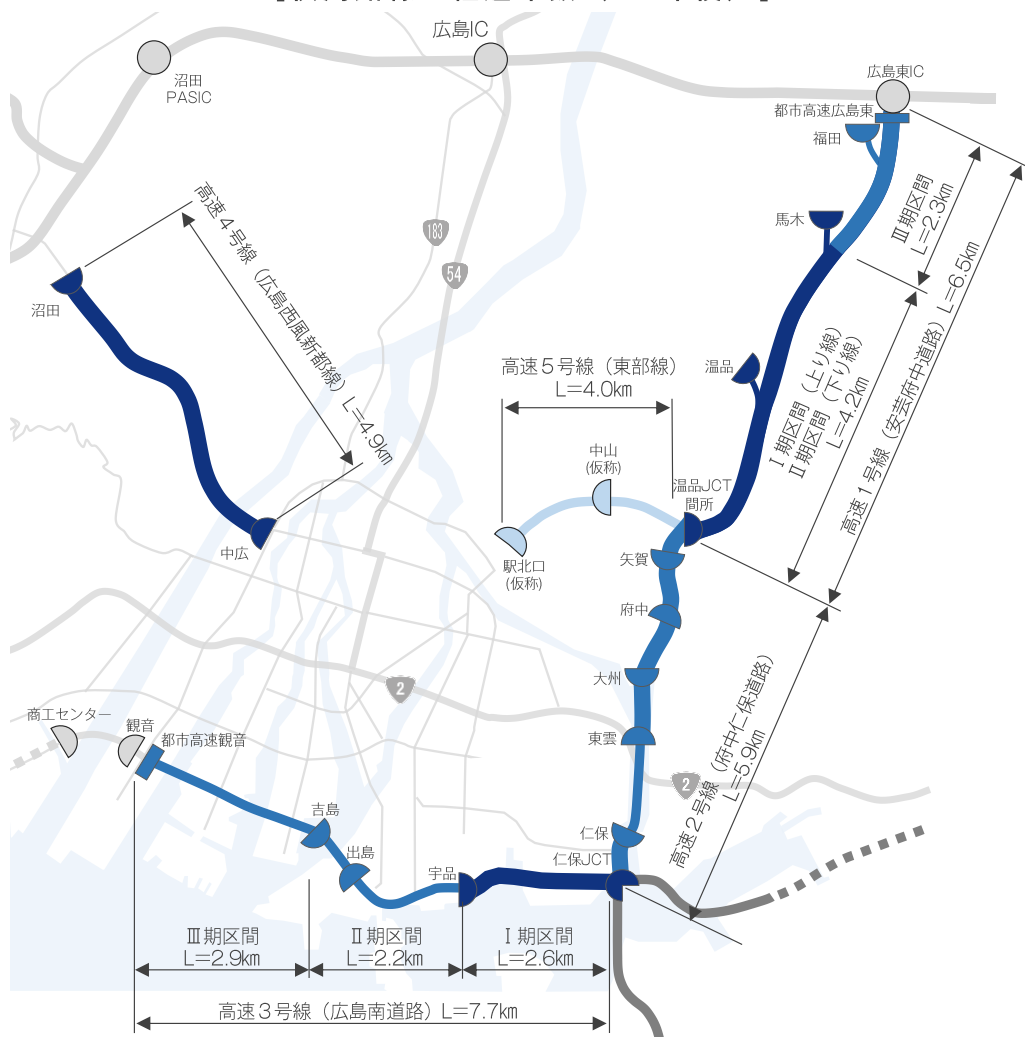 広島IC
沼田
PASIC
広島東IC
都市高速広島東
福田
馬木
Ⅲ期区間
L=2.3km
高速4号線（広島西風新都線）L=4.9km
183
54
沼田
温品
高速5号線（東部線）
L=4.0km
Ⅰ期区間（上り線）
Ⅱ期区間（下り線）
L=4.2km
高速1号線（安芸府中道路）L=6.5km
中山
(仮称)
温品JCT
間所
中広
駅北口
(仮称)
矢賀
府中
大州
東雲
2
商工センター
観音
都市高速観音
2
高速2号線（府中仁保道路）
L=5.9km
吉島
出島
宇品
仁保
仁保JCT
Ⅲ期区間
L=2.9km
Ⅱ期区間
L=2.2km
Ⅰ期区間
L=2.6km
高速3号線（広島南道路）L=7.7km